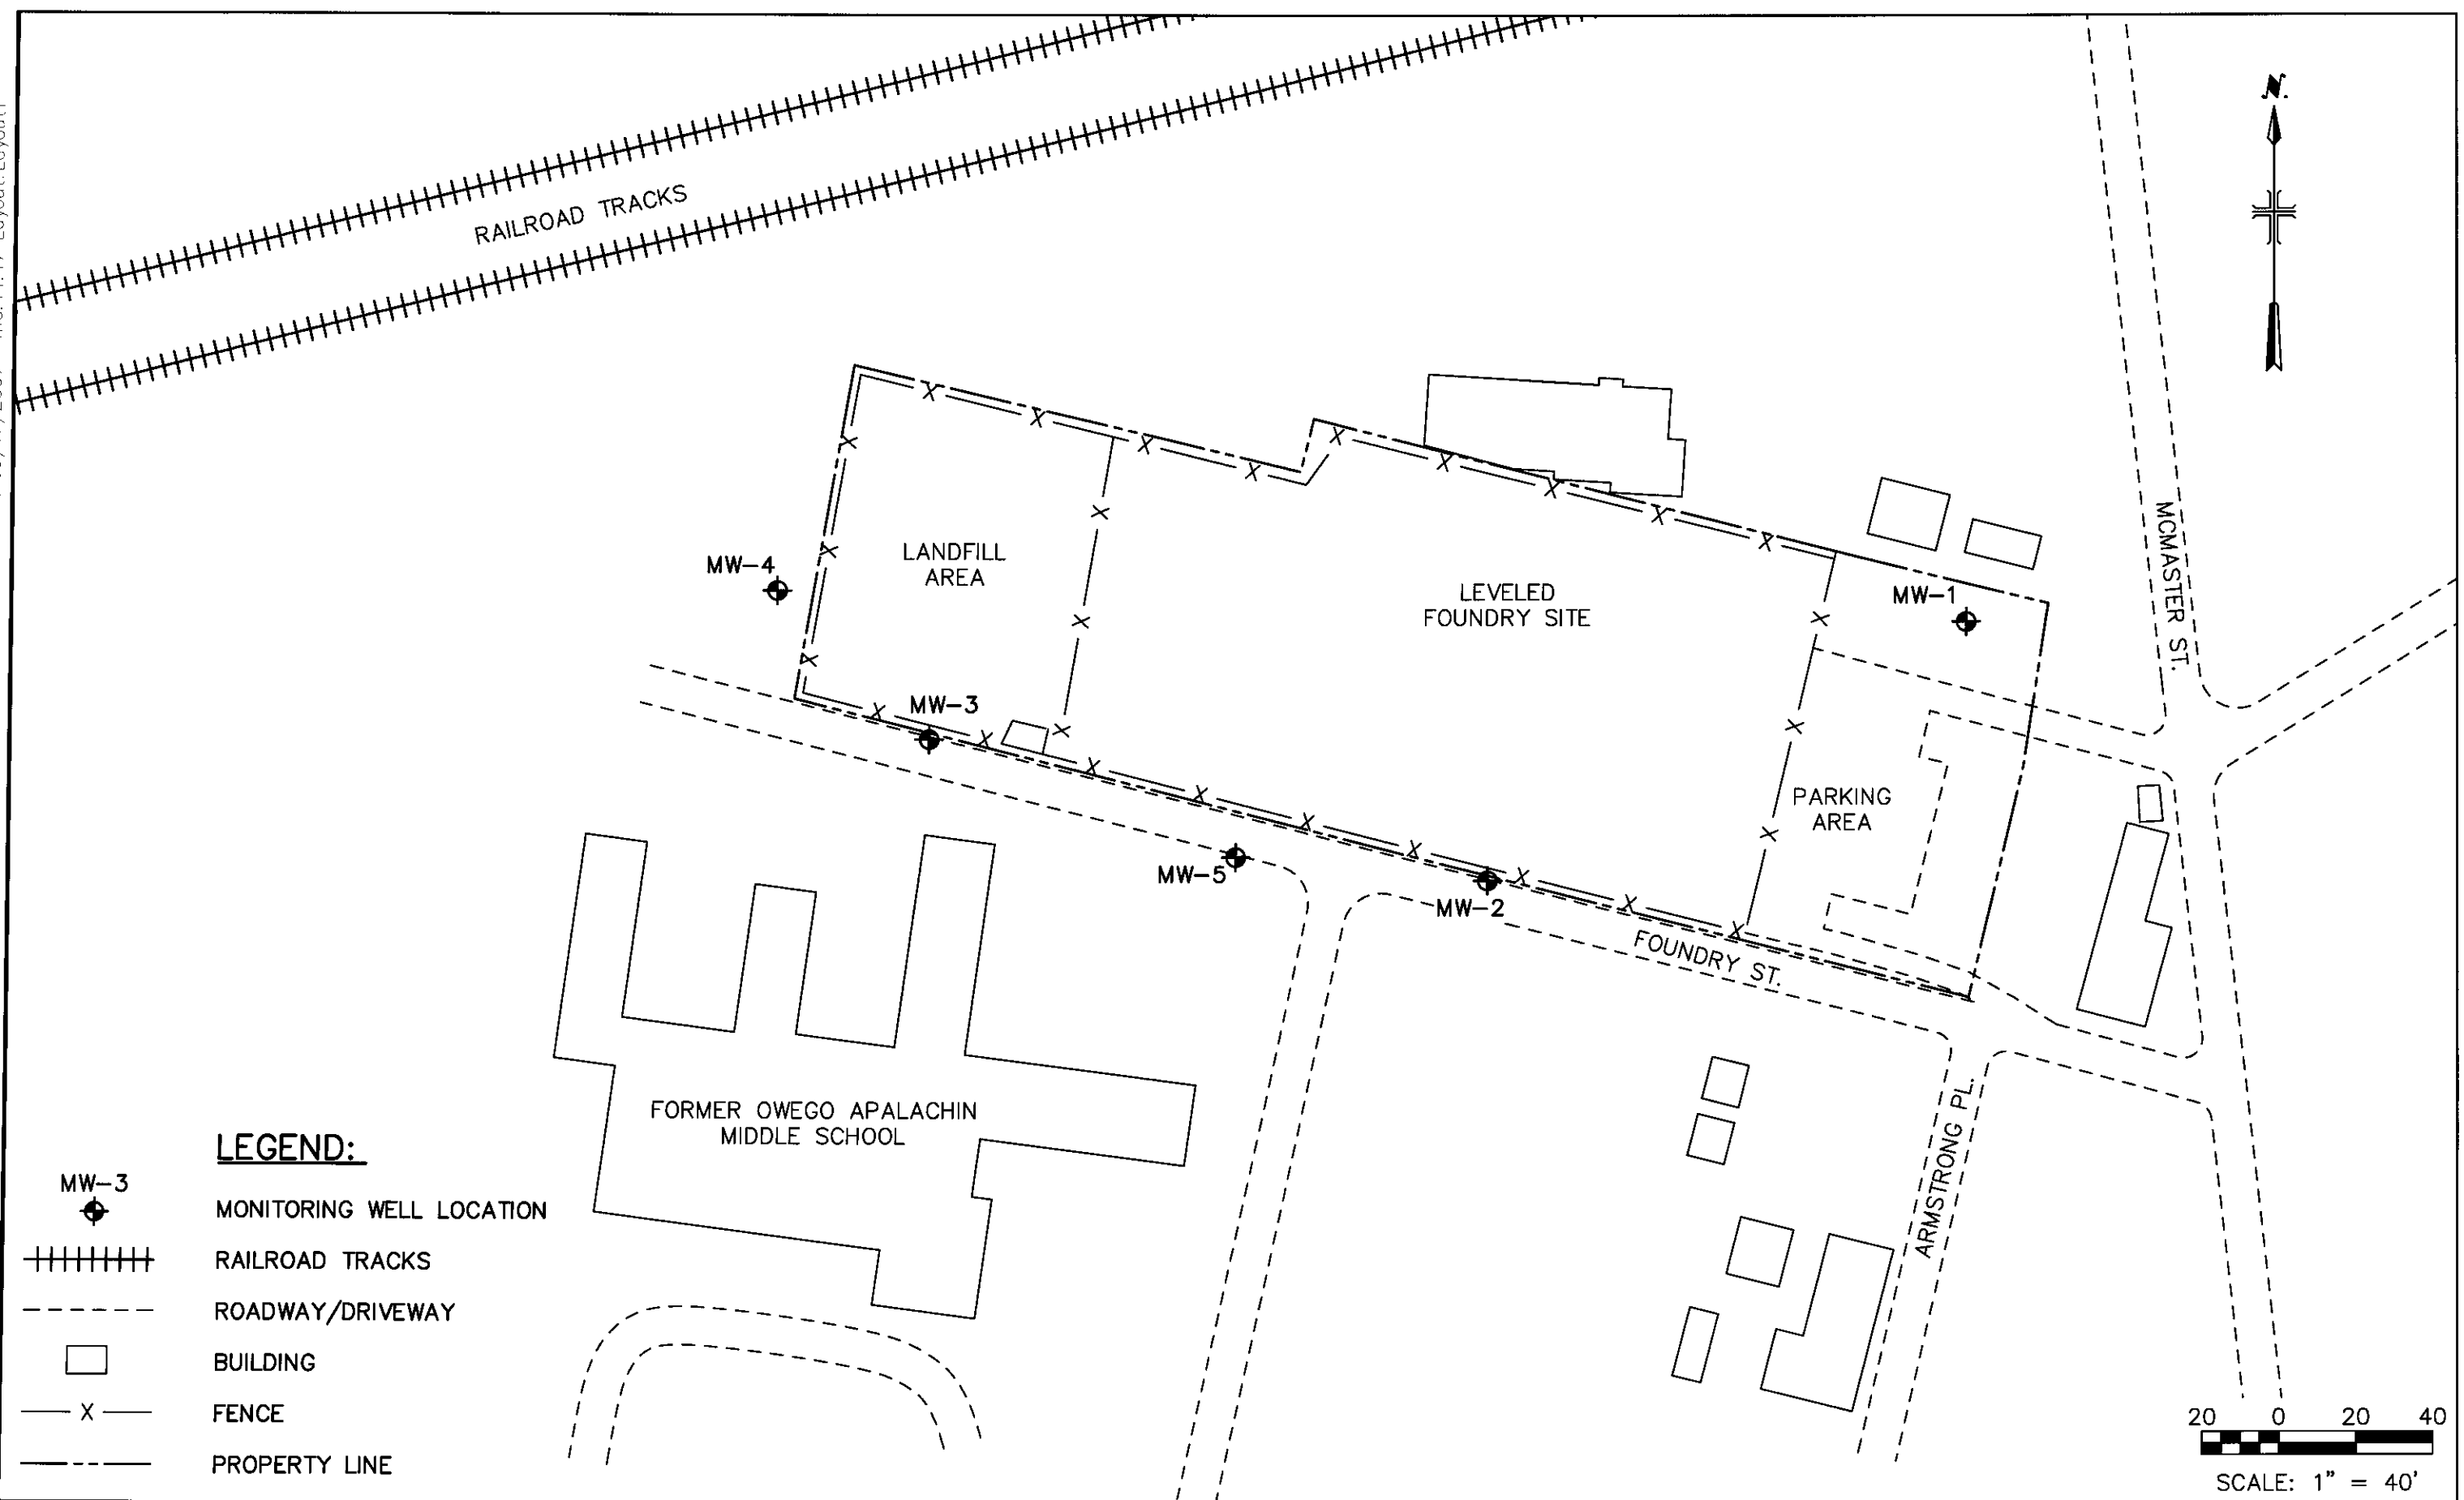 N.
RAILROAD TRACKS
MCMASTER ST.
LANDFILL
AREA
MW-4
LEVELED
FOUNDRY SITE
MW-1
MW-3
PARKING
AREA
MW-5
MW-2
FOUNDRY ST.
FORMER OWEGO APALACHIN
MIDDLE SCHOOL
ARMSTRONG PL.
LEGEND:
MW-3
MONITORING WELL LOCATION
RAILROAD TRACKS
ROADWAY/DRIVEWAY
BUILDING
X FENCE
PROPERTY LINE
20 0 20 40
SCALE: 1" = 40'